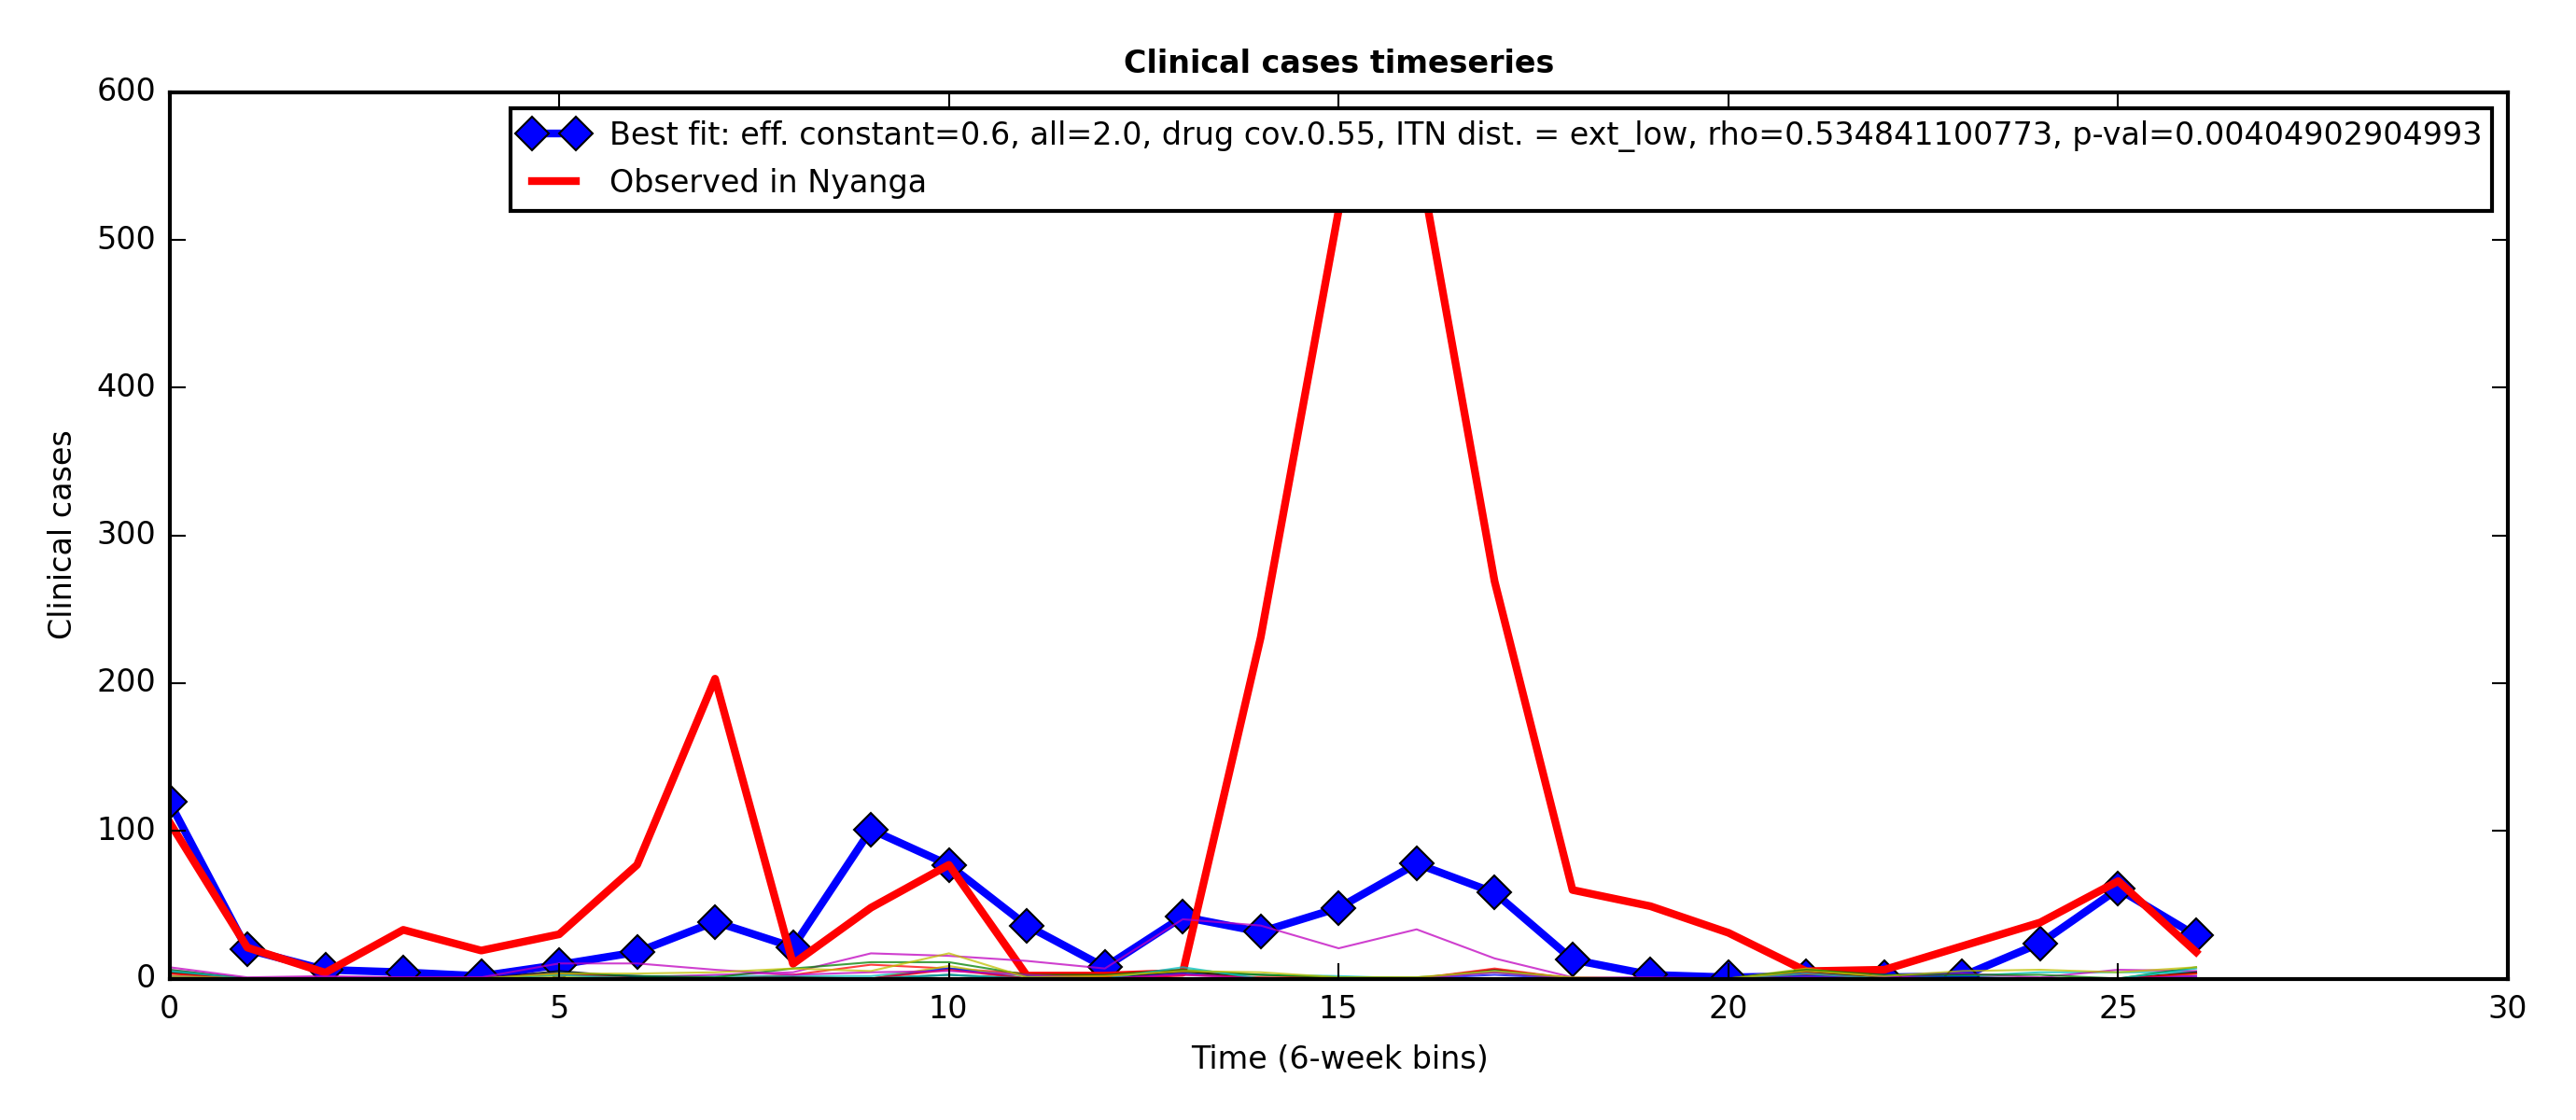 Clinical cases timeseries
600
500
400
300
200
100
0
Clinical cases
Best fit: eff. constant=0.6, all=2.0, drug cov.0.55, ITN dist. = ext_low, rho=0.534841100773, p-val=0.00404902904993
Observed in Nyanga
0 5 10 15 20 25 30
Time (6-week bins)